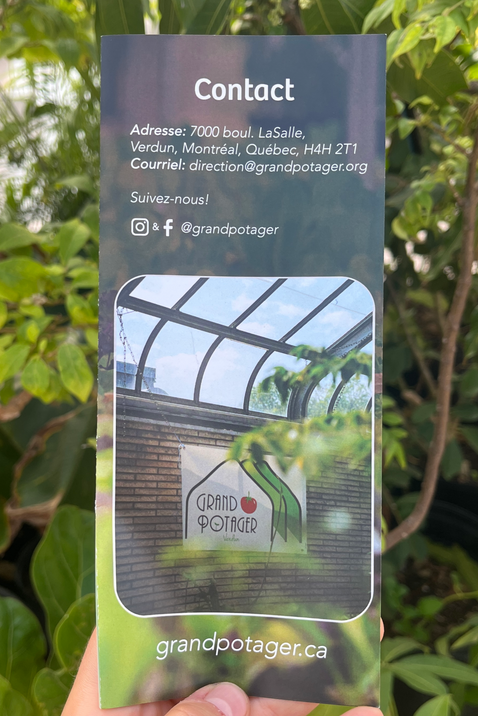 Contact
Adresse: 7000 boul. LaSalle,
Verdun, Montréal, Québec, H4H 2T1
Courriel: direction@grandpotager.org
Suivez-nous!
& @grandpotager
GRAND
POTAGER
Verdun
grandpotager.ca